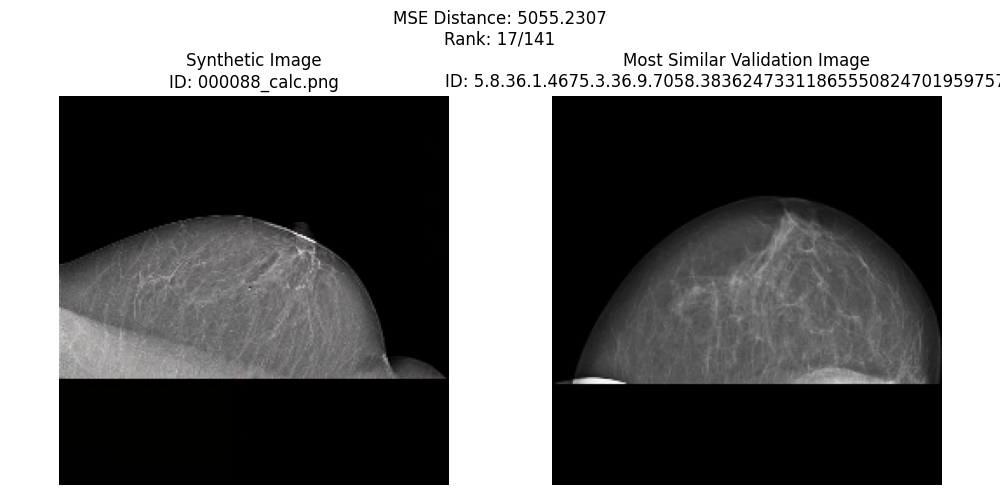 MSE Distance: 5055.2307
Rank: 17/141
Synthetic Image
ID: 000088_calc.png
Most Similar Validation Image
ID: 5.8.36.1.4675.3.36.9.7058.38362473311865550824701959757